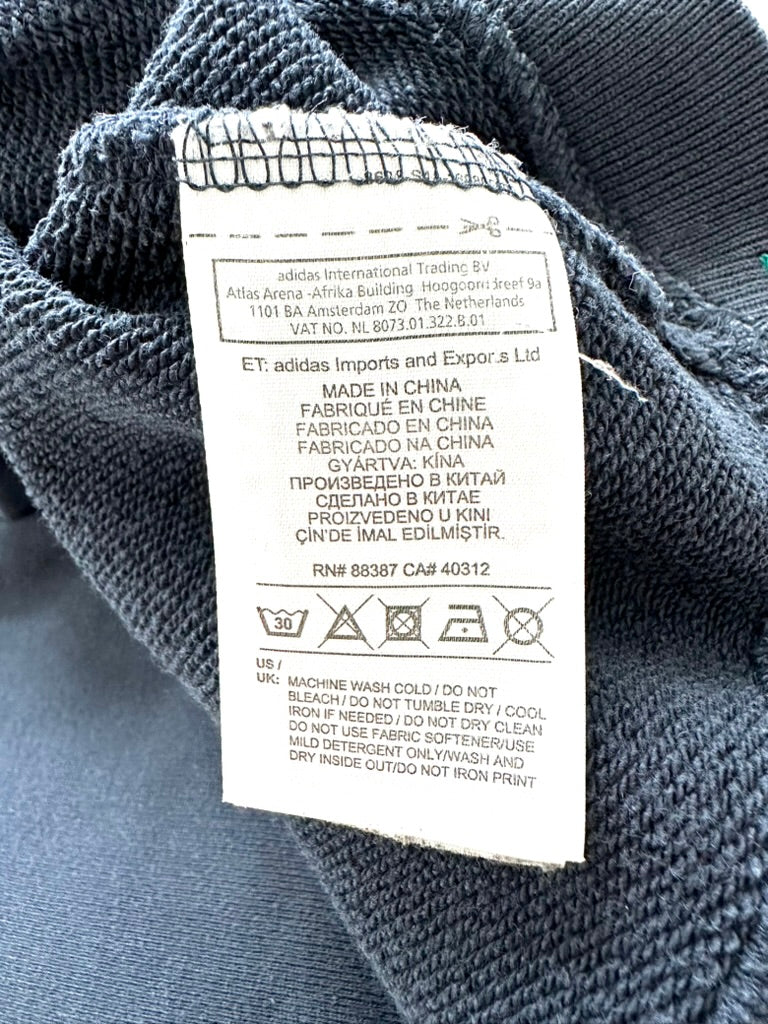 adidas International Trading BV
Atlas Arena -Afrika Building Hoogoord reef 9a
1101 BA Amsterdam ZO The Netherlands
VAT NO. NL 8073.01.322.B.01
ET: adidas Imports and Expor.s Ltd
MADE IN CHINA
FABRIQUÉ EN CHINE
FABRICADO EN CHINA
FABRICADO NA CHINA
GYÁRTVA: KÍNA
ПРОИЗВЕДЕНО В КИТАЙ
СДЕЛАНО В КИТАЕ
PROIZVEDENO U KINI
ÇİN'DE İMAL EDİLMİŞTİR.
RN# 88387 CA# 40312
30
US /
UK: MACHINE WASH COLD / DO NOT
BLEACH / DO NOT TUMBLE DRY / COOL
IRON IF NEEDED / DO NOT DRY CLEAN
DO NOT USE FABRIC SOFTENER/USE
MILD DETERGENT ONLY/WASH AND
DRY INSIDE OUT/DO NOT IRON PRINT